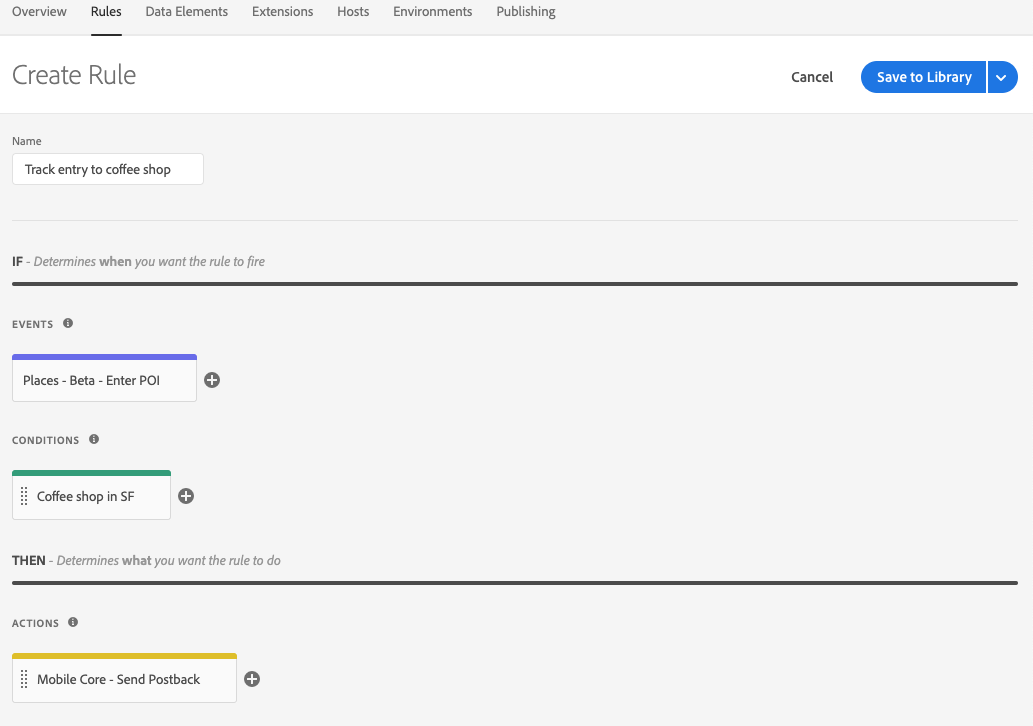 Overview Rules Data Elements Extensions Hosts Environments Publishing
Create Rule
Cancel Save to Library
Name
Track entry to coffee shop
IF - Determines when you want the rule to fire
EVENTS
Places - Beta - Enter POI
CONDITIONS
Coffee shop in SF
THEN - Determines what you want the rule to do
ACTIONS
Mobile Core - Send Postback